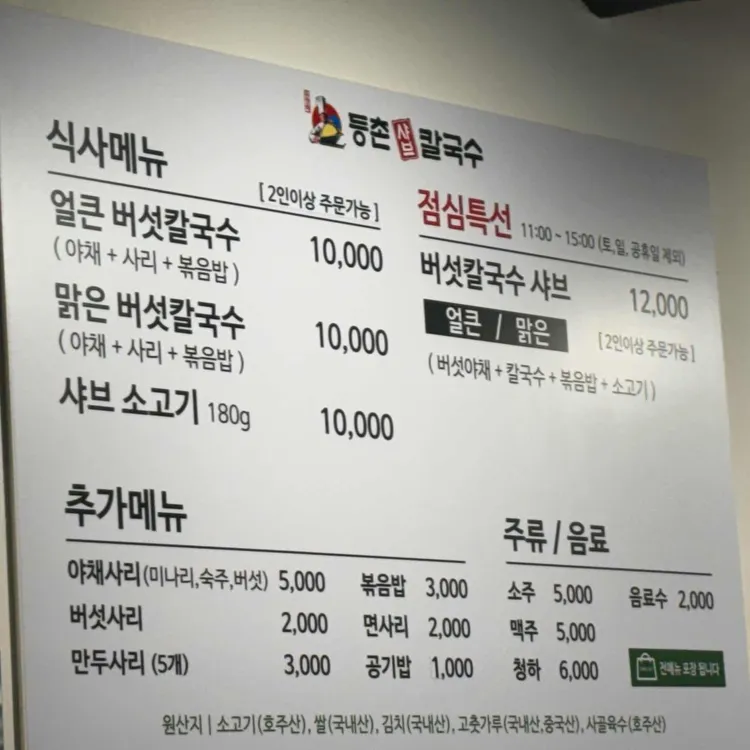 등촌 샤브 칼국수
식사메뉴
[ 2인이상 주문가능 ]
얼큰 버섯칼국수 10,000
( 야채 + 사리 + 볶음밥 )
맑은 버섯칼국수 10,000
( 야채 + 사리 + 볶음밥 )
샤브 소고기 180g 10,000
점심특선 11:00 ~ 15:00 (토,일, 공휴일 제외)
버섯칼국수 샤브 12,000
얼큰 / 맑은
[ 2인이상 주문가능 ]
( 버섯야채 + 칼국수 + 볶음밥 + 소고기 )
추가메뉴
야채사리(미나리,숙주,버섯) 5,000 볶음밥 3,000
버섯사리 2,000 면사리 2,000
만두사리 (5개) 3,000 공기밥 1,000
주류 / 음료
소주 5,000 음료수 2,000
맥주 5,000
청하 6,000
전메뉴 포장 됩니다
원산지 | 소고기(호주산), 쌀(국내산), 김치(국내산), 고춧가루(국내산,중국산), 사골육수(호주산)